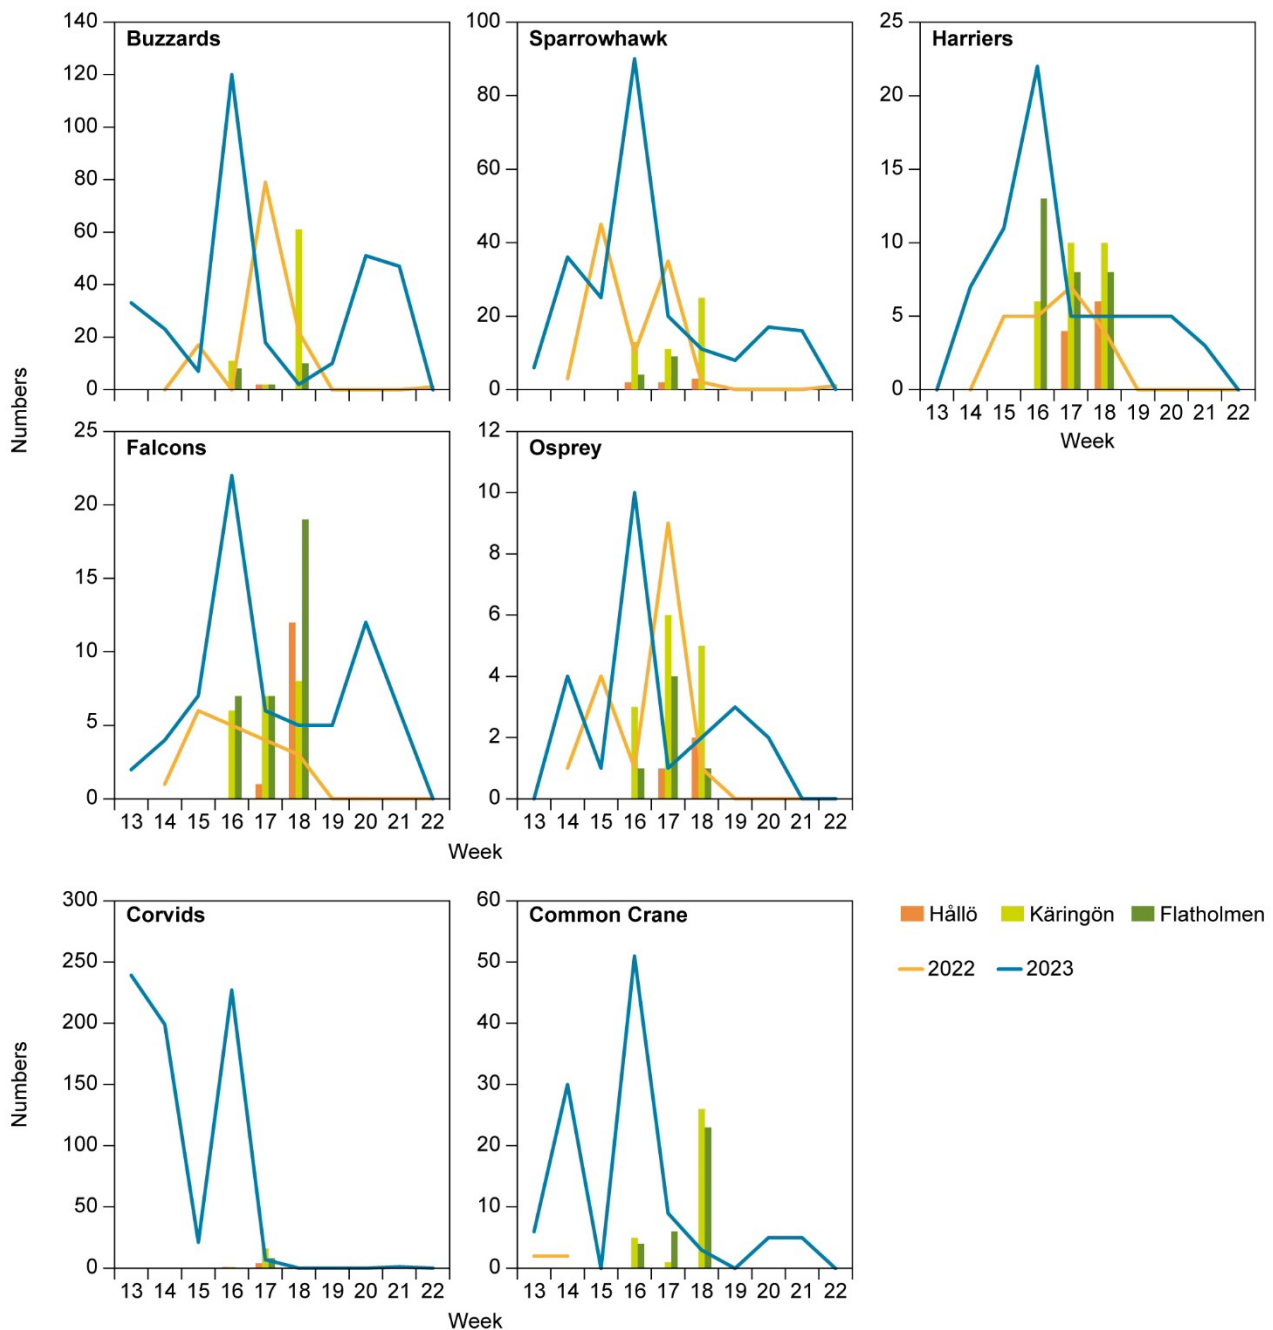 Numbers
Buzzards
140
120
100
80
60
40
20
0
Sparrowhawk
100
80
60
40
20
0
Harriers
25
20
15
10
5
0
13 14 15 16 17 18 19 20 21 22
Week
Falcons
25
20
15
10
5
0
13 14 15 16 17 18 19 20 21 22
Osprey
12
10
8
6
4
2
0
13 14 15 16 17 18 19 20 21 22
Week
Numbers
Corvids
300
250
200
150
100
50
0
13 14 15 16 17 18 19 20 21 22
Common Crane
60
50
40
30
20
10
0
13 14 15 16 17 18 19 20 21 22
Week
Hållö Käringön Flatholmen
2022 2023